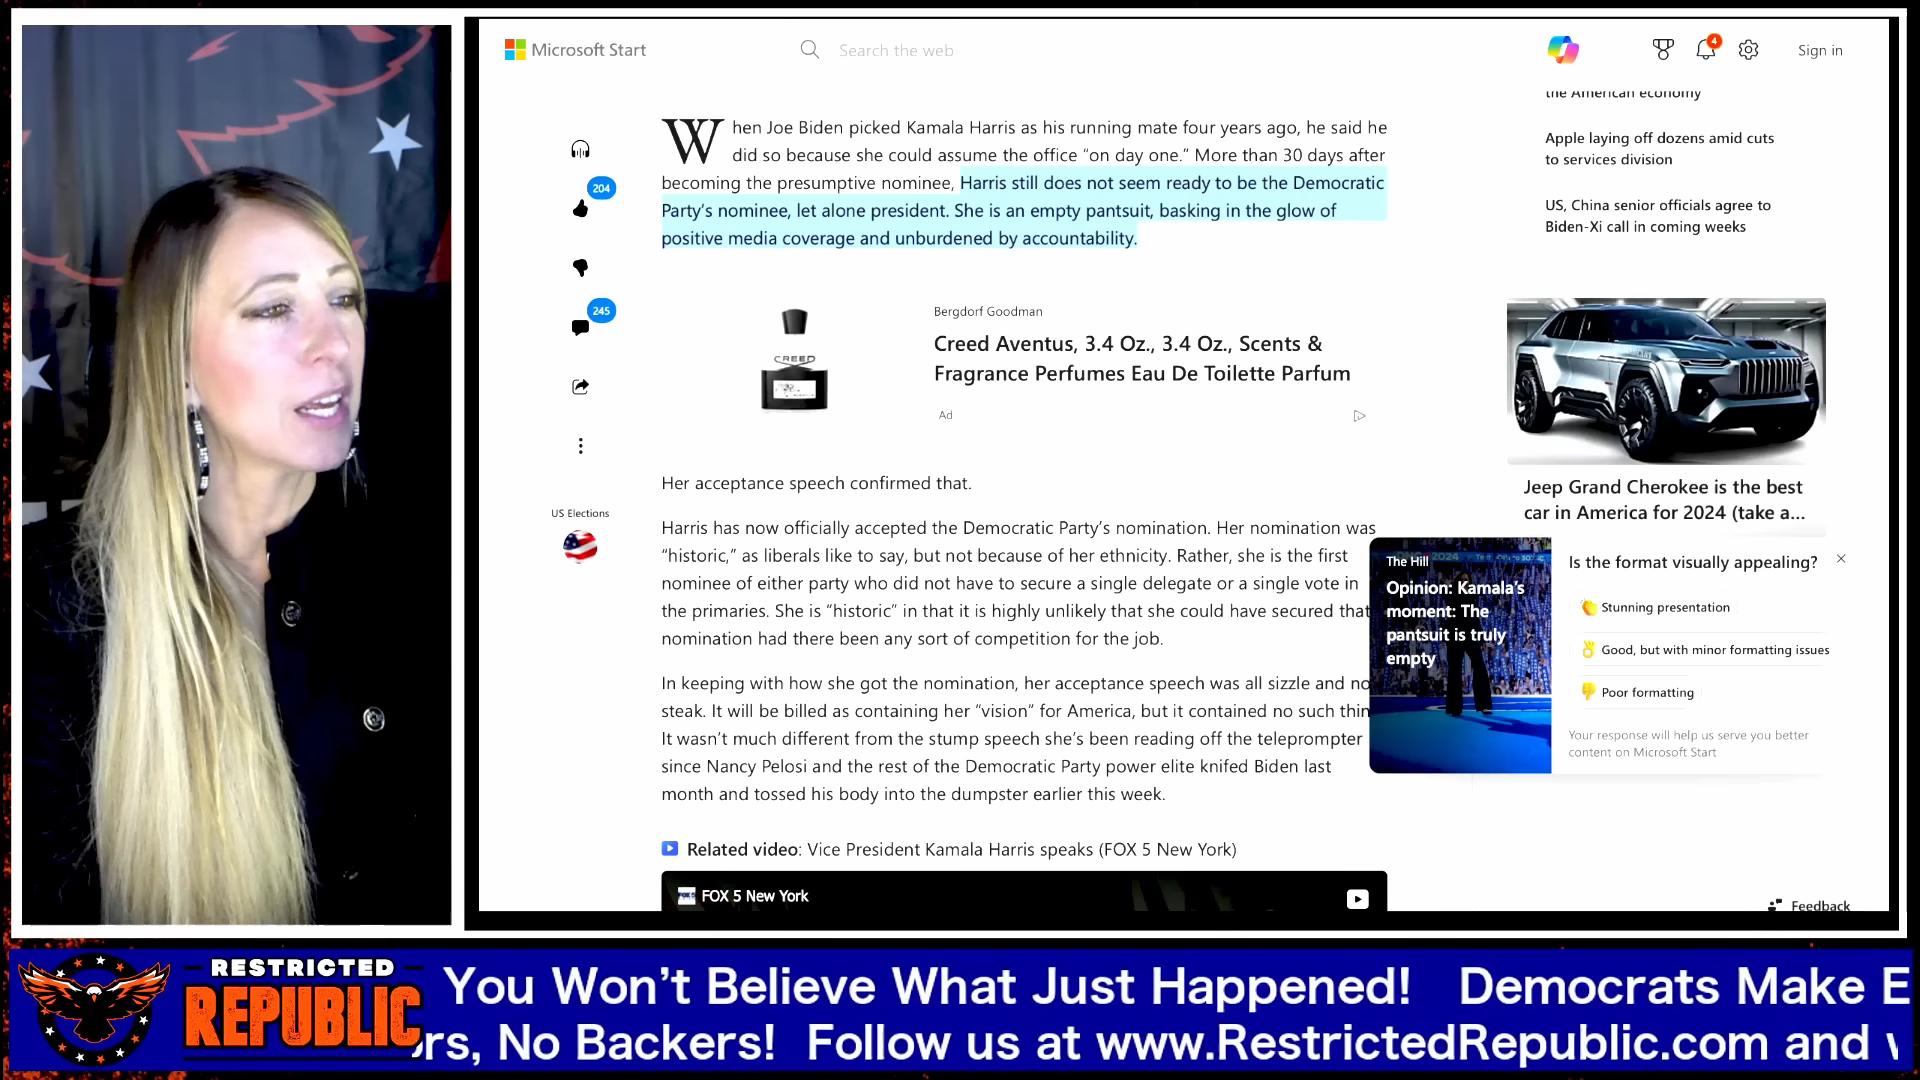 Microsoft Start
Search the web
4
Sign in
the American economy
Apple laying off dozens amid cuts
to services division
US, China senior officials agree to
Biden-Xi call in coming weeks
When Joe Biden picked Kamala Harris as his running mate four years ago, he said he
did so because she could assume the office “on day one.” More than 30 days after
becoming the presumptive nominee, Harris still does not seem ready to be the Democratic
Party’s nominee, let alone president. She is an empty pantsuit, basking in the glow of
positive media coverage and unburdened by accountability.
204
245
US Elections
Bergdorf Goodman
Creed Aventus, 3.4 Oz., 3.4 Oz., Scents &
Fragrance Perfumes Eau De Toilette Parfum
Ad
CREED
Her acceptance speech confirmed that.
Harris has now officially accepted the Democratic Party’s nomination. Her nomination was
“historic,” as liberals like to say, but not because of her ethnicity. Rather, she is the first
nominee of either party who did not have to secure a single delegate or a single vote in
the primaries. She is “historic” in that it is highly unlikely that she could have secured that
nomination had there been any sort of competition for the job.
In keeping with how she got the nomination, her acceptance speech was all sizzle and no
steak. It will be billed as containing her “vision” for America, but it contained no such thin
It wasn’t much different from the stump speech she’s been reading off the teleprompter
since Nancy Pelosi and the rest of the Democratic Party power elite knifed Biden last
month and tossed his body into the dumpster earlier this week.
Related video: Vice President Kamala Harris speaks (FOX 5 New York)
FOX 5 New York
Jeep Grand Cherokee is the best
car in America for 2024 (take a...
The Hill
Opinion: Kamala’s
moment: The
pantsuit is truly
empty
Is the format visually appealing?
Stunning presentation
Good, but with minor formatting issues
Poor formatting
Your response will help us serve you better
content on Microsoft Start
Feedback
RESTRICTED
REPUBLIC
You Won’t Believe What Just Happened! Democrats Make E
rs, No Backers! Follow us at www.RestrictedRepublic.com and